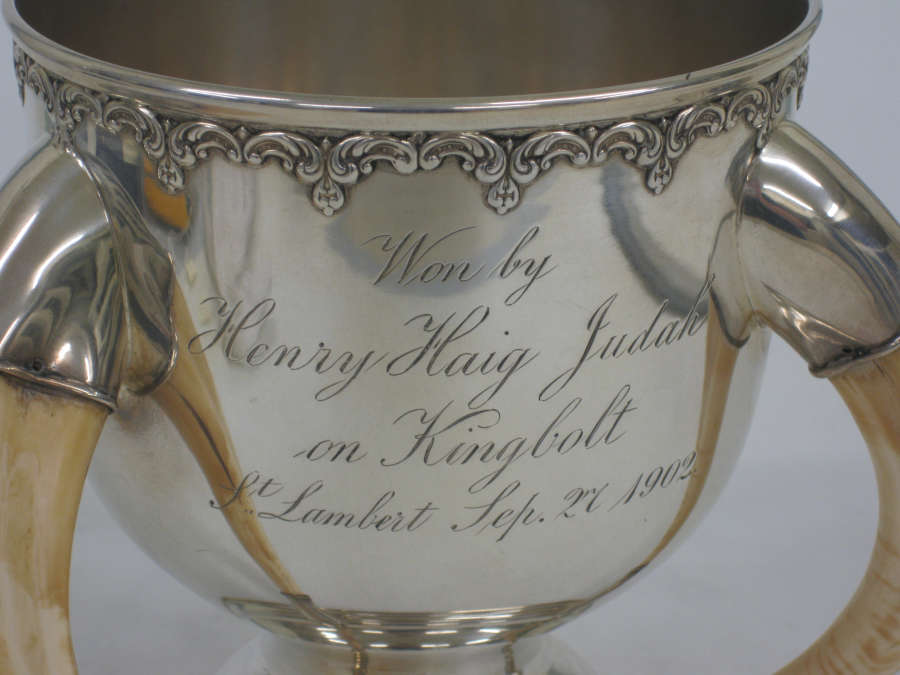 Won by
Henry Haig Judah
on Kingbolt
St. Lambert Sep. 27 1902